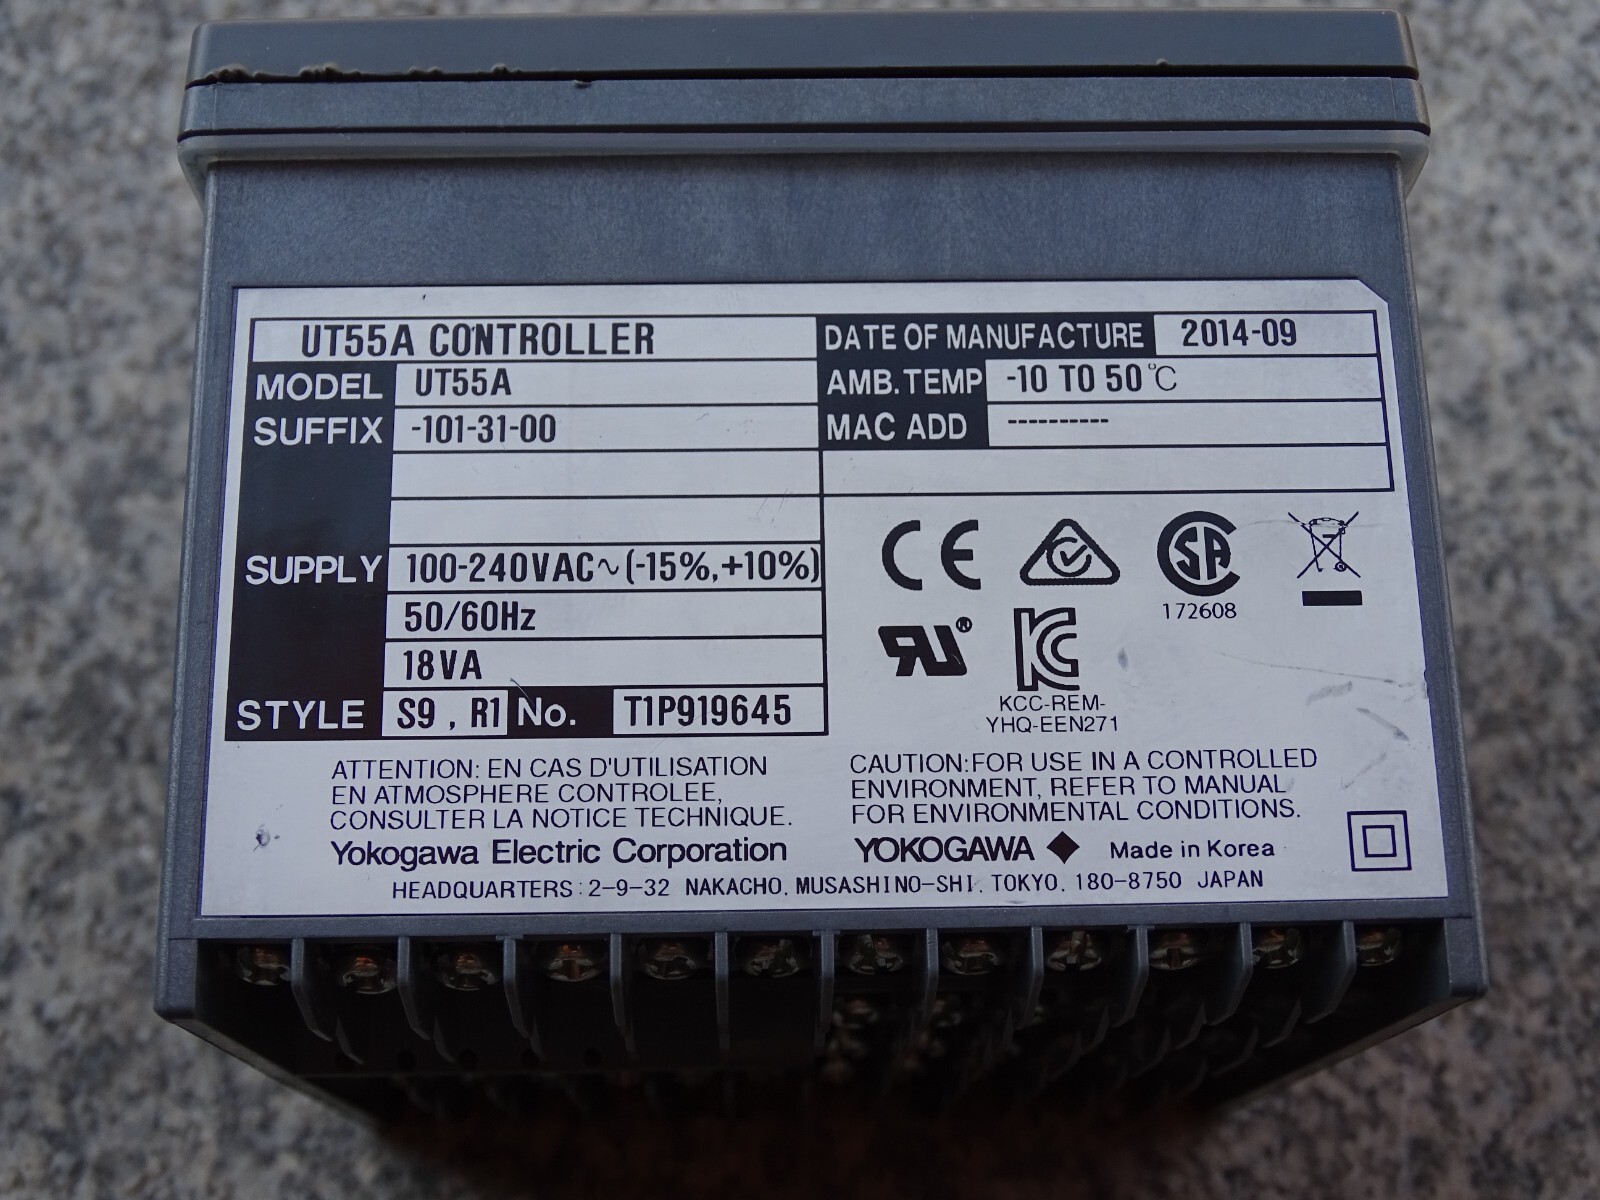 UT55A CONTROLLER
MODEL UT55A
SUFFIX -101-31-00
SUPPLY 100-240VAC~(-15%,+10%)
50/60Hz
18VA
STYLE S9 , R1 No. T1P919645
DATE OF MANUFACTURE 2014-09
AMB.TEMP -10 TO 50℃
MAC ADD ----------
CE
SA
172608
RU®
KC
KCC-REM-
YHQ-EEN271
ATTENTION: EN CAS D'UTILISATION
EN ATMOSPHERE CONTROLEE,
CONSULTER LA NOTICE TECHNIQUE.
CAUTION:FOR USE IN A CONTROLLED
ENVIRONMENT, REFER TO MANUAL
FOR ENVIRONMENTAL CONDITIONS.
Yokogawa Electric Corporation
YOKOGAWA ◆ Made in Korea
HEADQUARTERS:2-9-32 NAKACHO. MUSASHINO-SHI. TOKYO. 180-8750 JAPAN